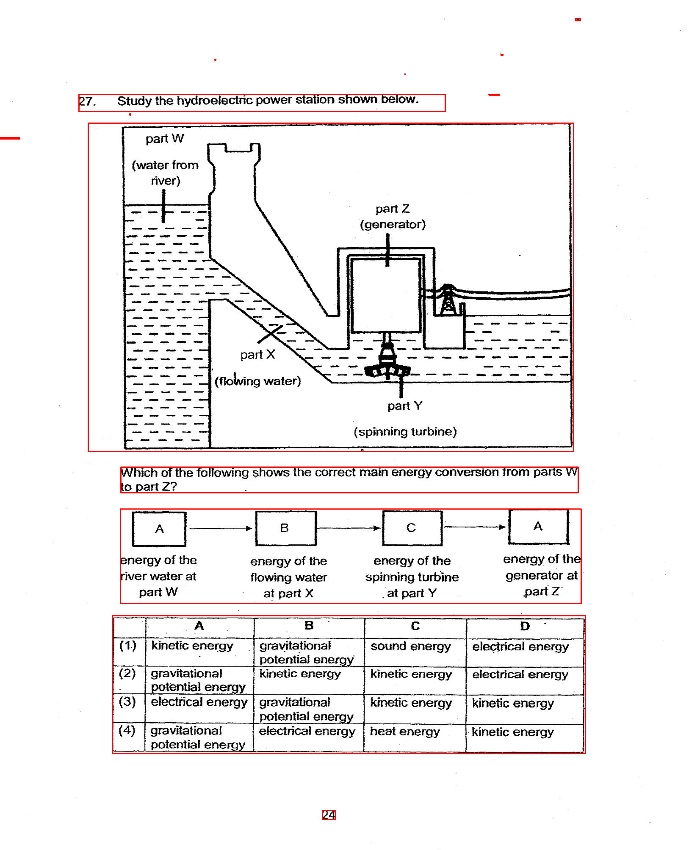 27. Study the hydroelectric power station shown below.
part W
(water from
river)
part Z
(generator)
part X
(flowing water)
part Y
(spinning turbine)
Which of the following shows the correct main energy conversion from parts W
to part Z?
A B C A
energy of the energy of the energy of the energy of the
river water at flowing water spinning turbine generator at
part W at part X at part Y part Z
A B C D
(1) kinetic energy gravitational sound energy electrical energy
potential energy
(2) gravitational kinetic energy kinetic energy electrical energy
potential energy
(3) electrical energy gravitational kinetic energy kinetic energy
potential energy
(4) gravitational electrical energy heat energy kinetic energy
potential energy
24